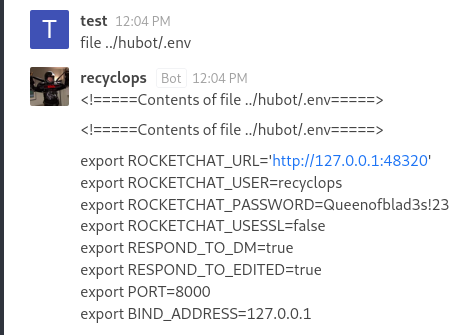 T
test 12:04 PM
file ../hubot/.env
recyclops Bot 12:04 PM
<!=====Contents of file ../hubot/.env=====>
<!=====Contents of file ../hubot/.env=====>
export ROCKETCHAT_URL='http://127.0.0.1:48320'
export ROCKETCHAT_USER=recyclops
export ROCKETCHAT_PASSWORD=Queenofblad3s!23
export ROCKETCHAT_USESSL=false
export RESPOND_TO_DM=true
export RESPOND_TO_EDITED=true
export PORT=8000
export BIND_ADDRESS=127.0.0.1